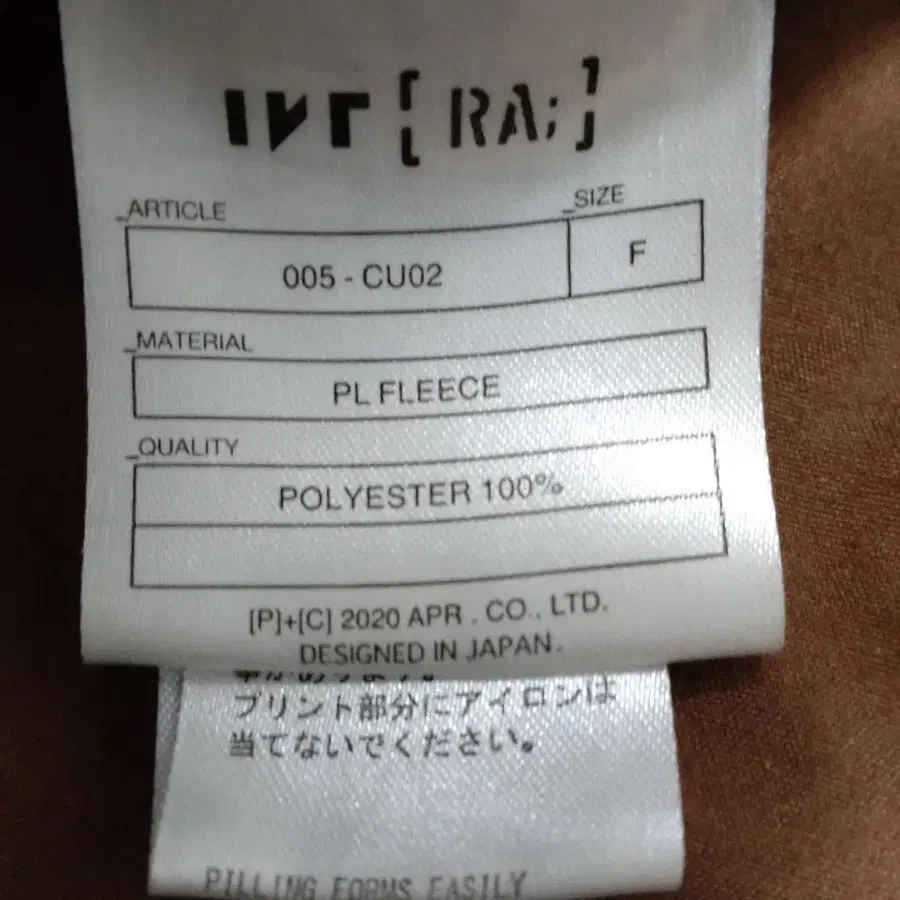 [RA;]
_ARTICLE
_SIZE
005 - CU02
F
_MATERIAL
PL FLEECE
_QUALITY
POLYESTER 100%
[P]+[C] 2020 APR . CO., LTD.
DESIGNED IN JAPAN.
プリント部分にアイロンは
当てないでください。
PILLING FORMS EASILY